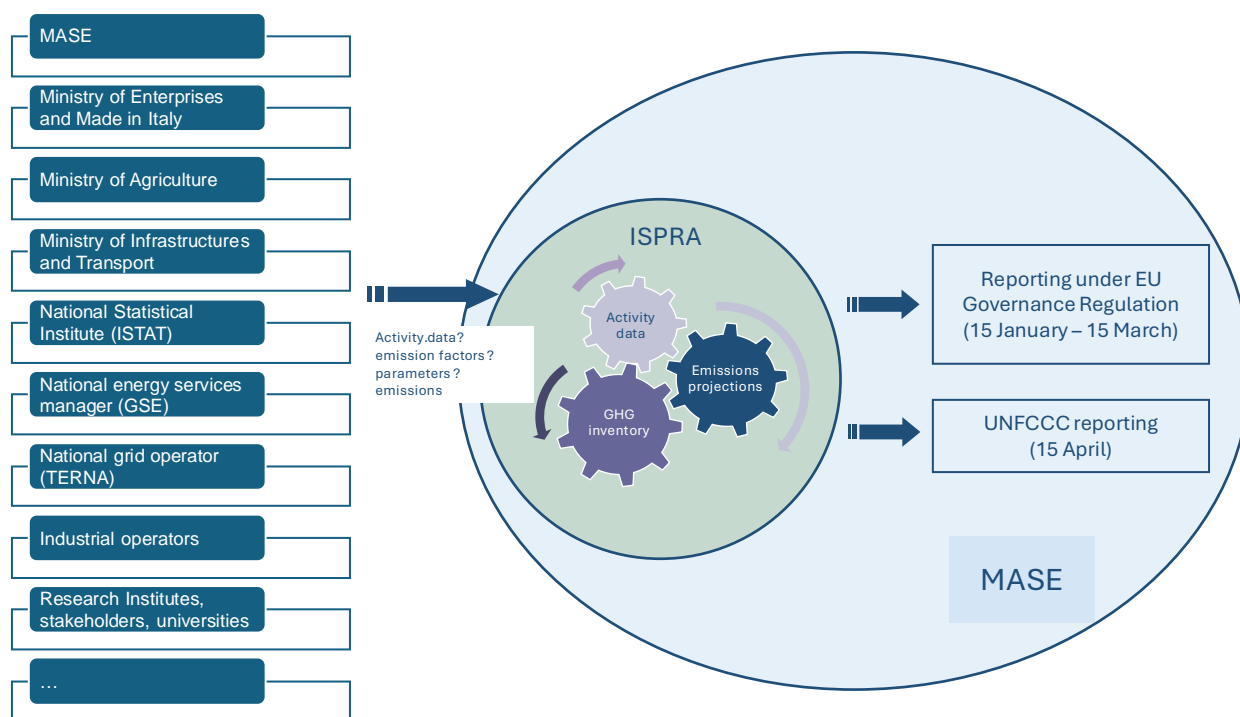 MASE
Ministry of Enterprises
and Made in Italy
Ministry of Agriculture
Ministry of Infrastructures
and Transport
National Statistical
Institute (ISTAT)
National energy services
manager (GSE)
National grid operator
(TERNA)
Industrial operators
Research Institutes,
stakeholders, universities
...
Activity.data?
emission factors?
parameters?
emissions
ISPRA
Activity
data
Emissions
projections
GHG
inventory
Reporting under EU
Governance Regulation
(15 January – 15 March)
UNFCCC reporting
(15 April)
MASE